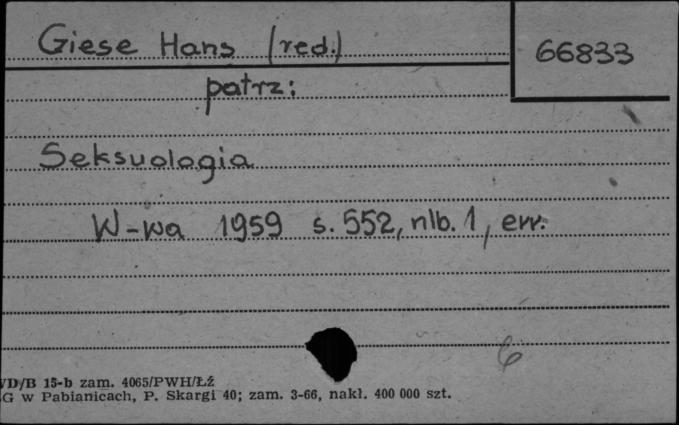 Giese Hans (red.)
66833
patrz:
Seksuologia
W-wa 1959 s. 552, nlb. 1, err.
6
VD/B 15-b zam. 4065/PWH/Łź
G w Pabianicach, P. Skargi 40; zam. 3-66, nakł. 400 000 szt.